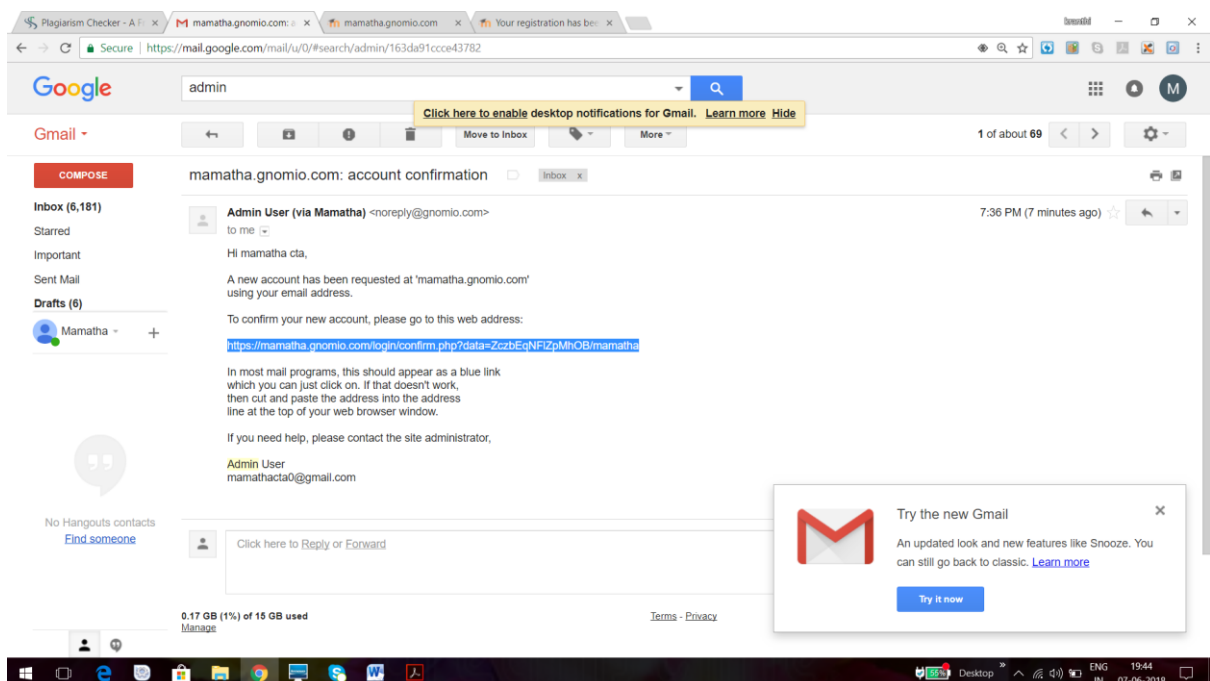 Plagiarism Checker - A Fr x
mamatha.gnomio.com: a x
mamatha.gnomio.com x
Your registration has bee x
Secure | https://mail.google.com/mail/u/0/#search/admin/163da91ccce43782
Google
admin
M
Click here to enable desktop notifications for Gmail. Learn more Hide
Gmail
Move to Inbox
More
1 of about 69
COMPOSE
mamatha.gnomio.com: account confirmation
Inbox x
Inbox (6,181)
Starred
Important
Sent Mail
Drafts (6)
Mamatha
Admin User (via Mamatha) <noreply@gnomio.com>
7:36 PM (7 minutes ago)
to me
Hi mamatha cta,
A new account has been requested at 'mamatha.gnomio.com'
using your email address.
To confirm your new account, please go to this web address:
https://mamatha.gnomio.com/login/confirm.php?data=ZczbEqNFlZpMhOB/mamatha
In most mail programs, this should appear as a blue link
which you can just click on. If that doesn't work,
then cut and paste the address into the address
line at the top of your web browser window.
If you need help, please contact the site administrator,
Admin User
mamathacta0@gmail.com
No Hangouts contacts
Find someone
Click here to Reply or Forward
Try the new Gmail
An updated look and new features like Snooze. You
can still go back to classic. Learn more
Try it now
0.17 GB (1%) of 15 GB used
Manage
Terms - Privacy
55%
Desktop
ENG
IN
19:44
07-06-2018